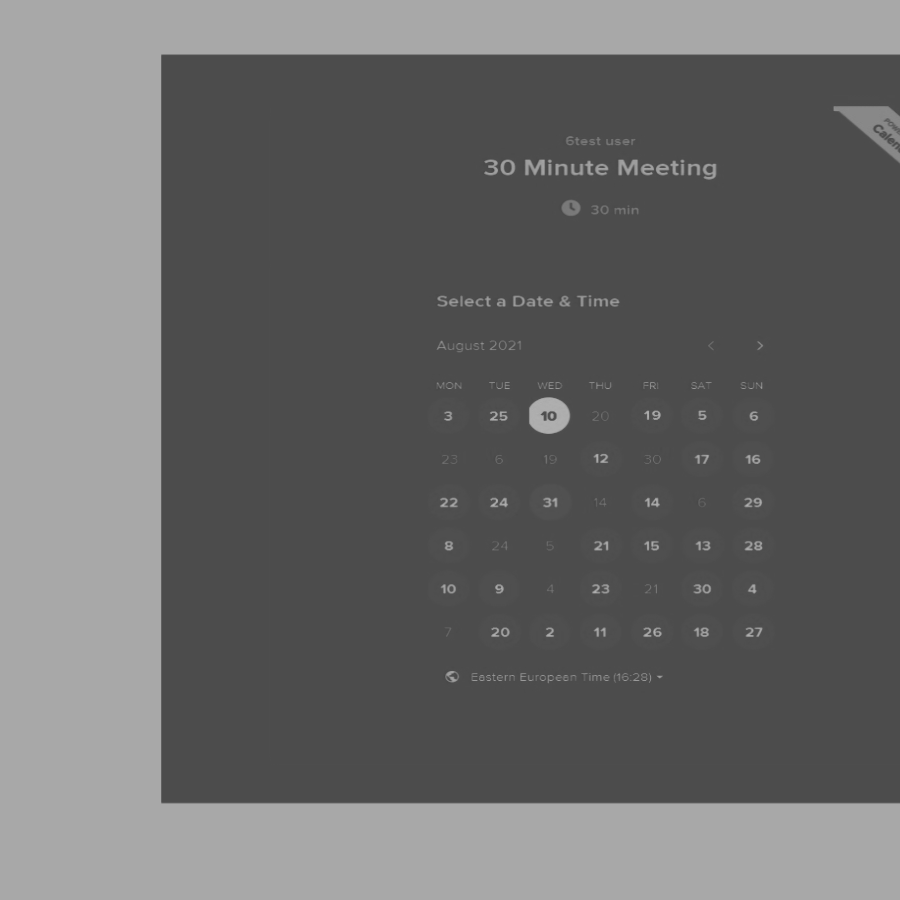 6test user
30 Minute Meeting
30 min
Select a Date & Time
August 2021
MON TUE WED THU FRI SAT SUN
3 25 10 20 19 5 6
23 6 19 12 30 17 16
22 24 31 14 14 6 29
8 24 5 21 15 13 28
10 9 4 23 21 30 4
7 20 2 11 26 18 27
Eastern European Time (16:28)